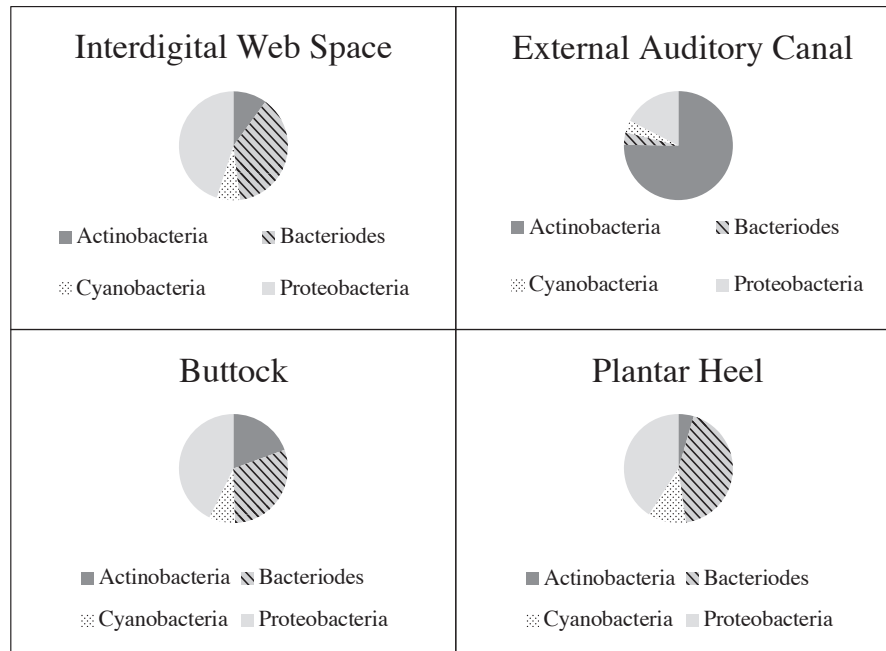 Interdigital Web Space
Actinobacteria Bacteriodes
Cyanobacteria Proteobacteria
External Auditory Canal
Actinobacteria Bacteriodes
Cyanobacteria Proteobacteria
Buttock
Actinobacteria Bacteriodes
Cyanobacteria Proteobacteria
Plantar Heel
Actinobacteria Bacteriodes
Cyanobacteria Proteobacteria